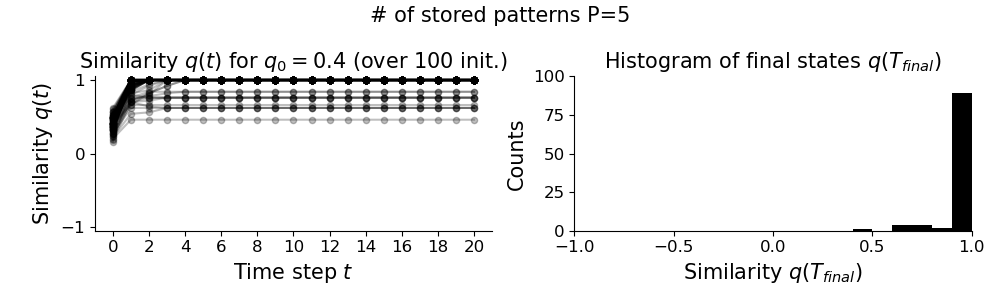 # of stored patterns P=5
Similarity q(t) for q₀ = 0.4 (over 100 init.)
1
0
−1
Similarity q(t)
0 2 4 6 8 10 12 14 16 18 20
Time step t
Histogram of final states q(T_final)
100
75
50
25
0
Counts
−1.0 −0.5 0.0 0.5 1.0
Similarity q(T_final)